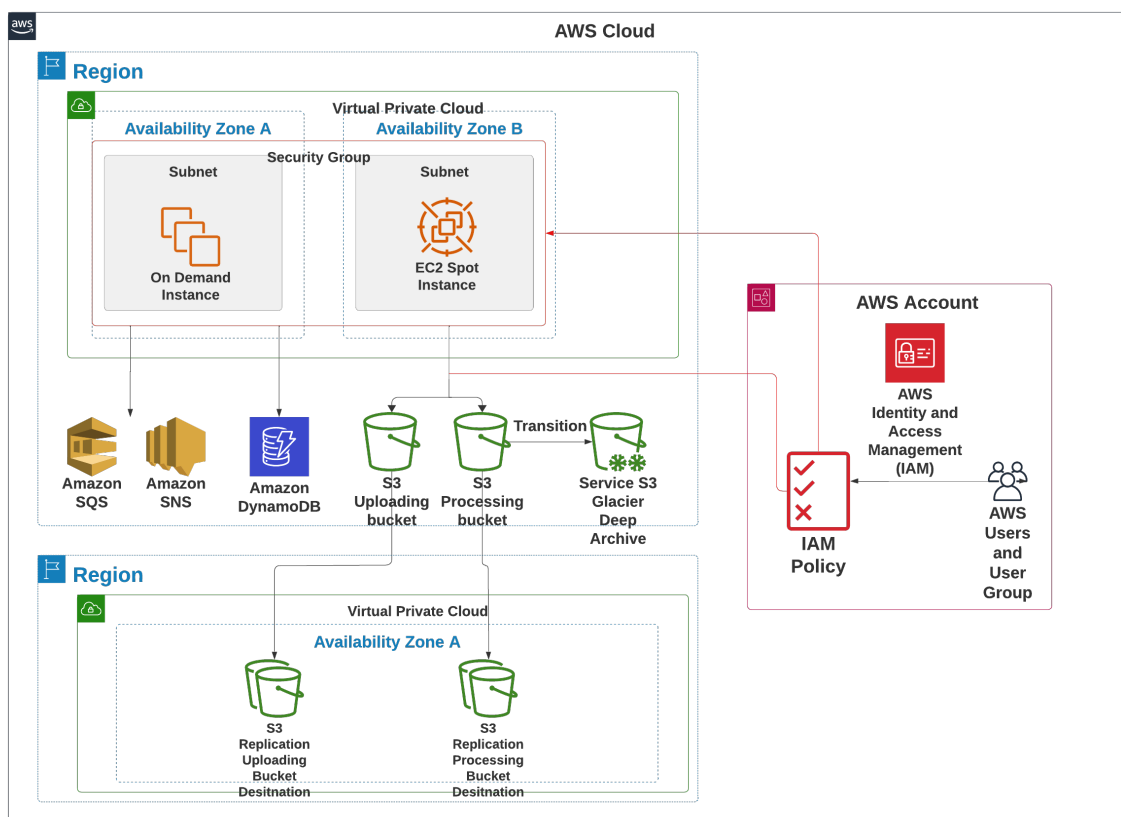 aws
AWS Cloud
Region
Virtual Private Cloud
Availability Zone A
Availability Zone B
Security Group
Subnet
Subnet
On Demand
Instance
EC2 Spot
Instance
AWS Account
AWS
Identity and
Access
Management
(IAM)
Transition
Amazon
SQS
Amazon
SNS
Amazon
DynamoDB
S3
Uploading
bucket
S3
Processing
bucket
Service S3
Glacier
Deep
Archive
IAM
Policy
AWS
Users
and
User
Group
Region
Virtual Private Cloud
Availability Zone A
S3
Replication
Uploading
Bucket
Desitnation
S3
Replication
Processing
Bucket
Desitnation